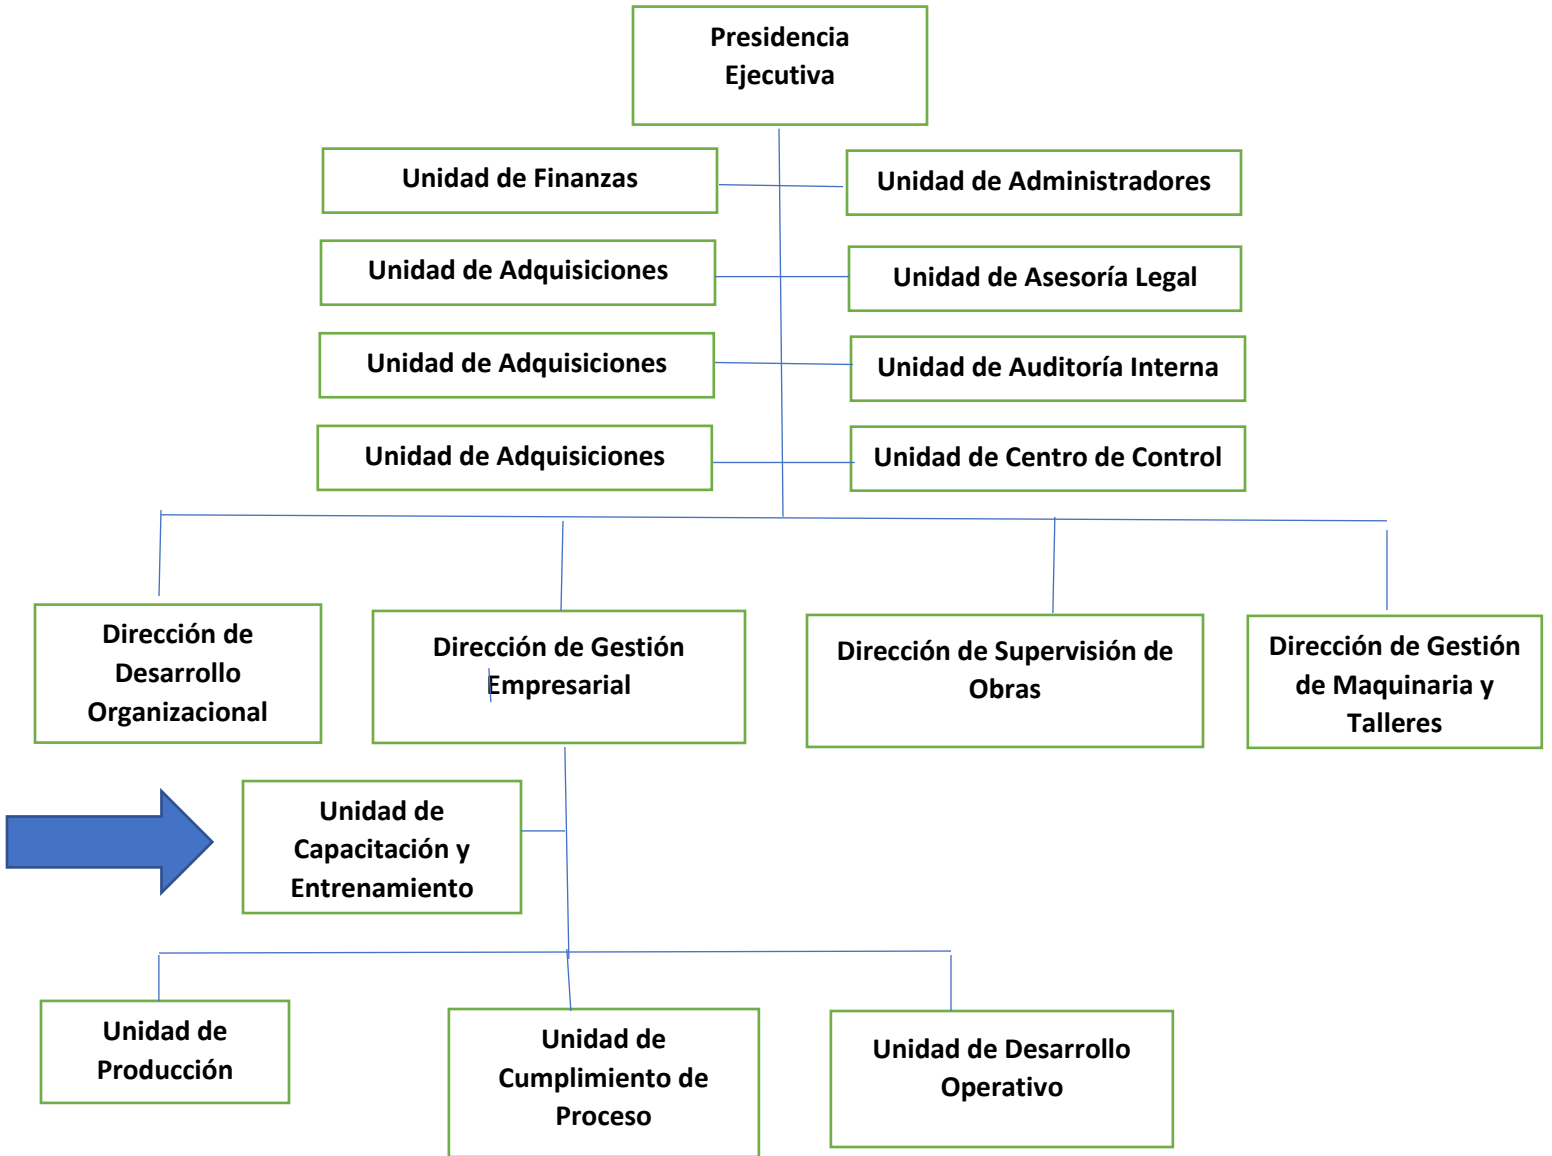 Presidencia
Ejecutiva
Unidad de Finanzas
Unidad de Administradores
Unidad de Adquisiciones
Unidad de Asesoría Legal
Unidad de Adquisiciones
Unidad de Auditoría Interna
Unidad de Adquisiciones
Unidad de Centro de Control
Dirección de
Desarrollo
Organizacional
Dirección de Gestión
Empresarial
Dirección de Supervisión de
Obras
Dirección de Gestión
de Maquinaria y
Talleres
Unidad de
Capacitación y
Entrenamiento
Unidad de
Producción
Unidad de
Cumplimiento de
Proceso
Unidad de Desarrollo
Operativo